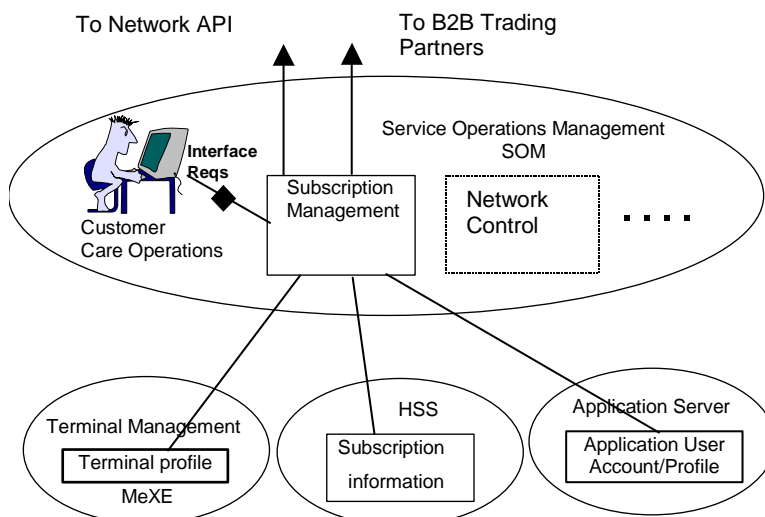 To Network API
To B2B Trading
Partners
Service Operations Management
SOM
Interface
Reqs
Subscription
Management
Network
Control
Customer
Care Operations
HSS
Terminal Management
Application Server
Subscription
information
Terminal profile
Application User
Account/Profile
MeXE